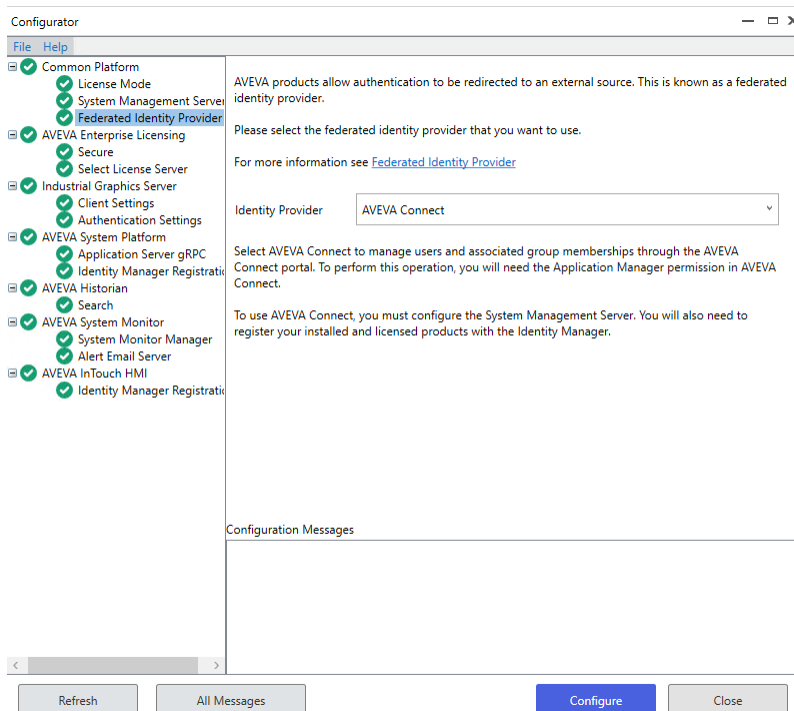 Configurator
File Help
Common Platform
License Mode
System Management Server
Federated Identity Provider
AVEVA Enterprise Licensing
Secure
Select License Server
Industrial Graphics Server
Client Settings
Authentication Settings
AVEVA System Platform
Application Server gRPC
Identity Manager Registratio
AVEVA Historian
Search
AVEVA System Monitor
System Monitor Manager
Alert Email Server
AVEVA InTouch HMI
Identity Manager Registratio
AVEVA products allow authentication to be redirected to an external source. This is known as a federated
identity provider.
Please select the federated identity provider that you want to use.
For more information see Federated Identity Provider
Identity Provider AVEVA Connect
Select AVEVA Connect to manage users and associated group memberships through the AVEVA
Connect portal. To perform this operation, you will need the Application Manager permission in AVEVA
Connect.
To use AVEVA Connect, you must configure the System Management Server. You will also need to
register your installed and licensed products with the Identity Manager.
Configuration Messages
Refresh All Messages Configure Close